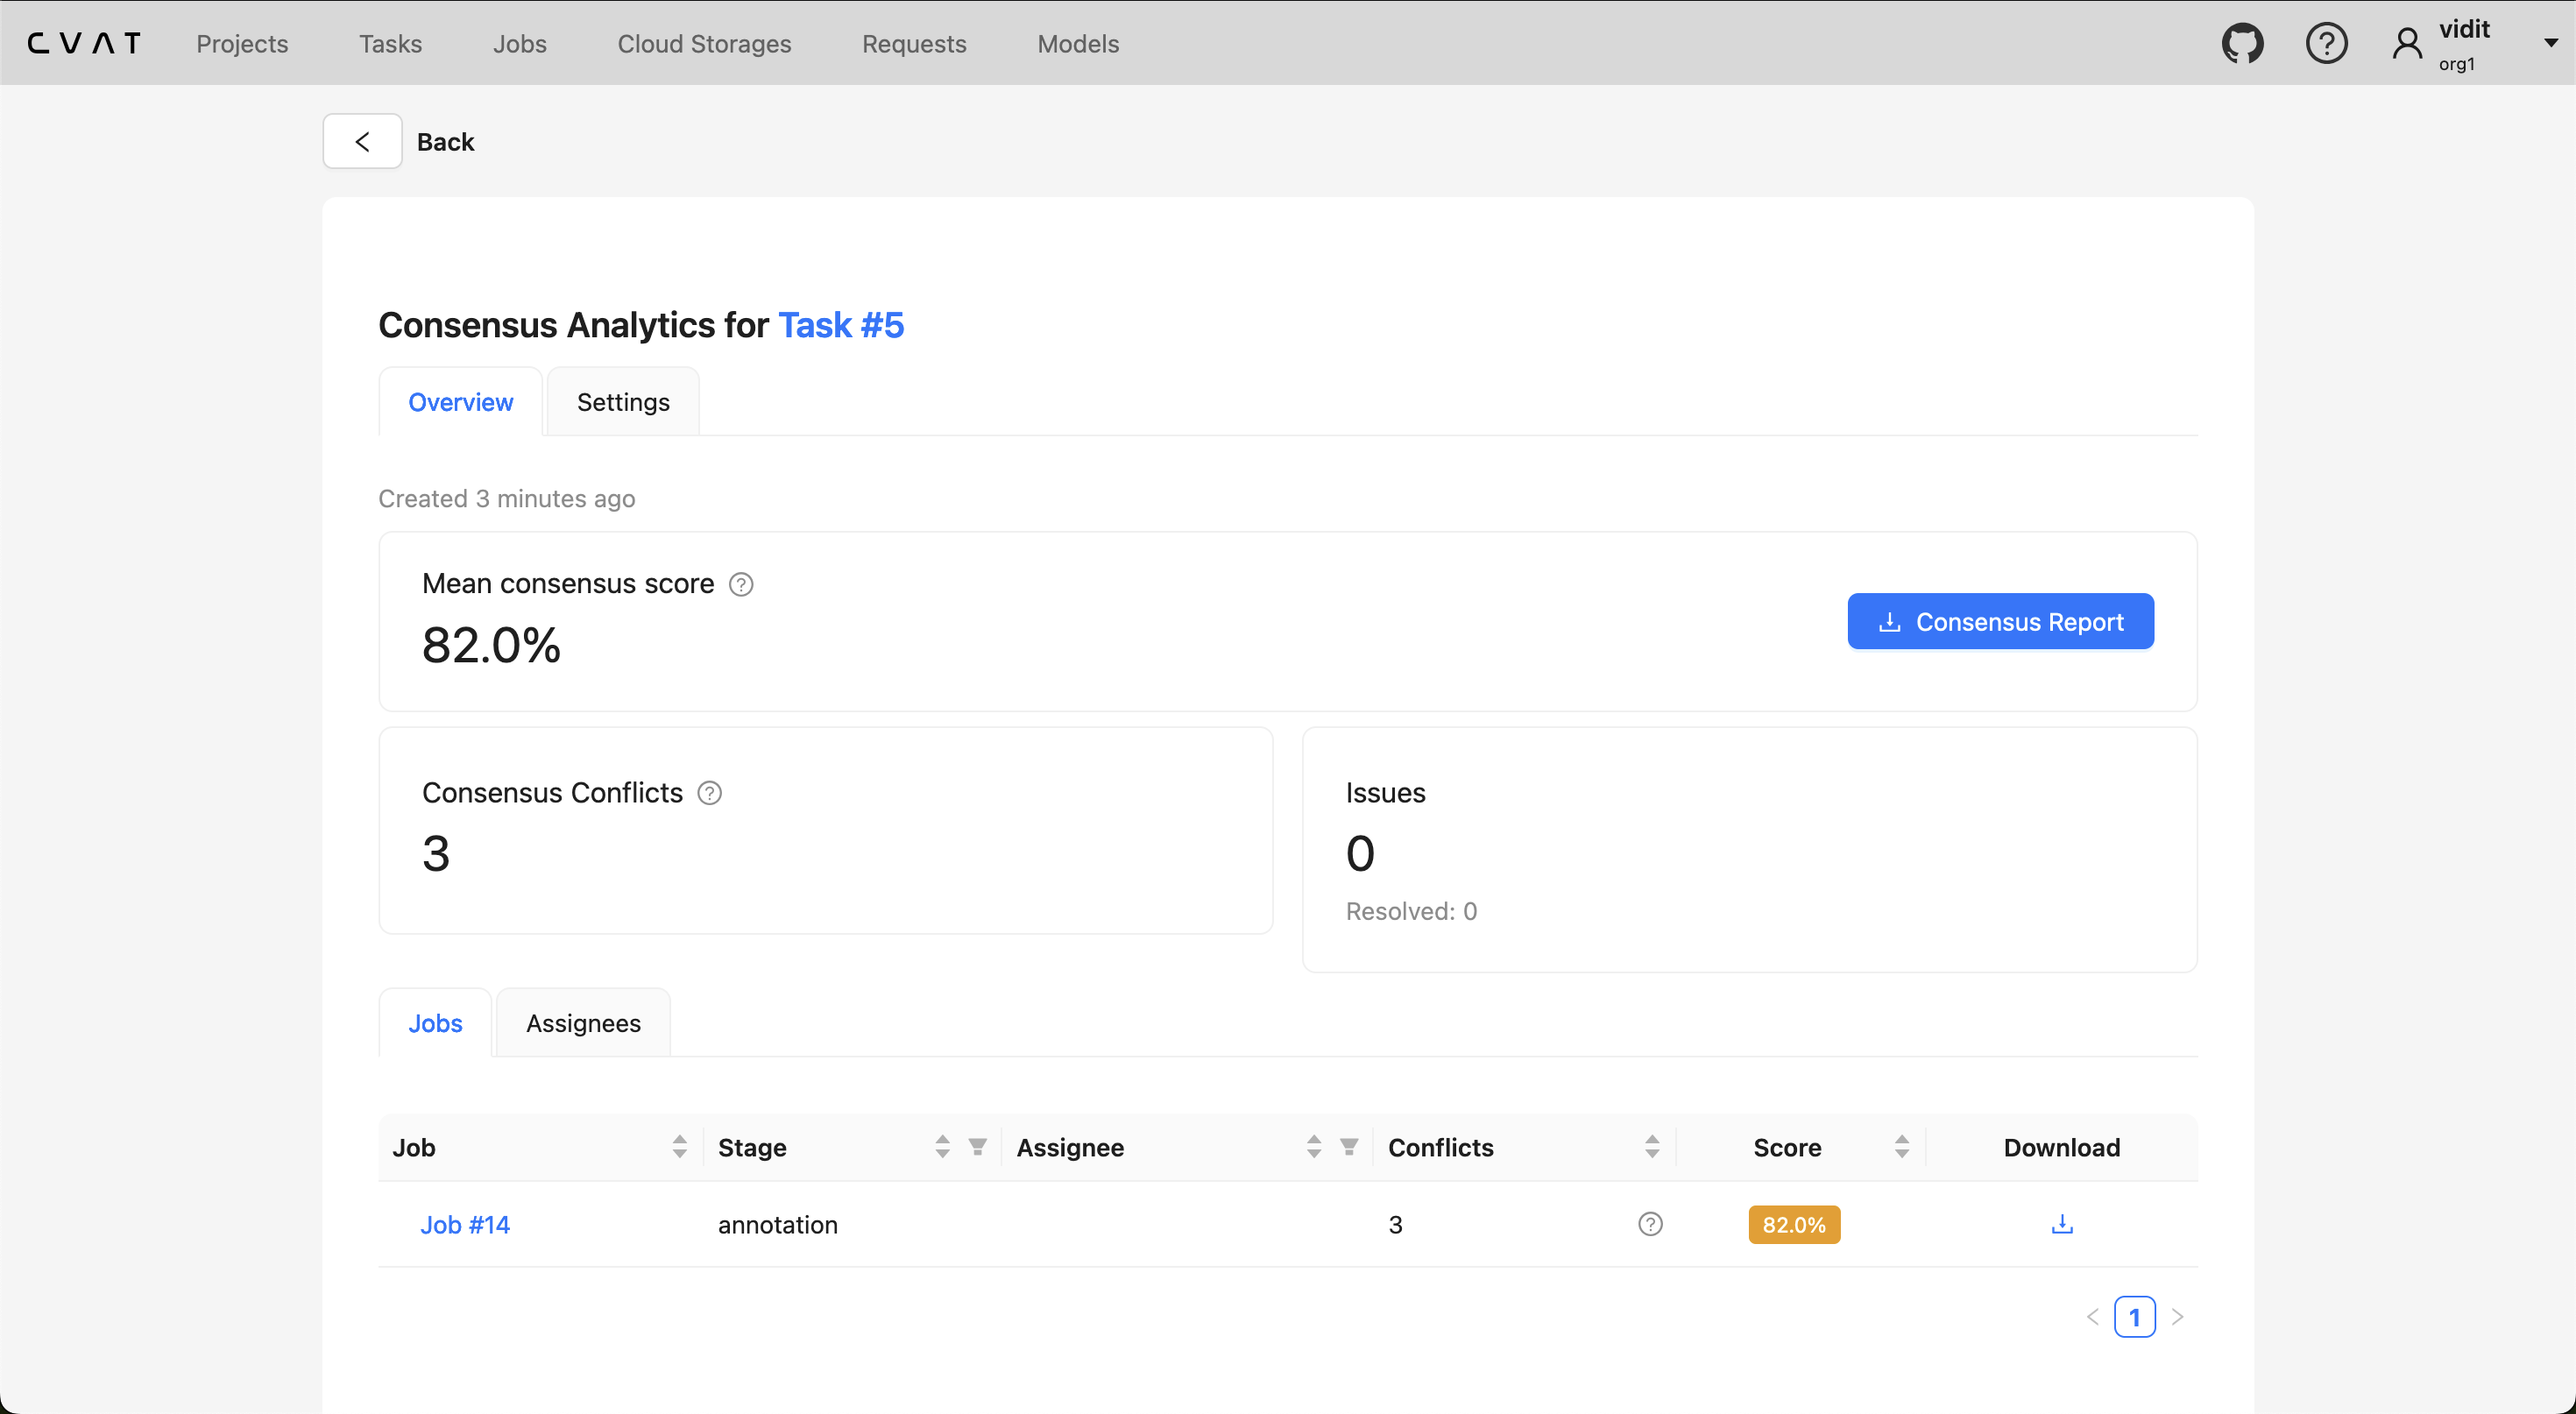 CVAT Projects Tasks Jobs Cloud Storages Requests Models vidit
org1
Back
Consensus Analytics for Task #5
Overview Settings
Created 3 minutes ago
Mean consensus score
82.0%
Consensus Report
Consensus Conflicts
3
Issues
0
Resolved: 0
Jobs Assignees
Job Stage Assignee Conflicts Score Download
Job #14 annotation 3 82.0%
1